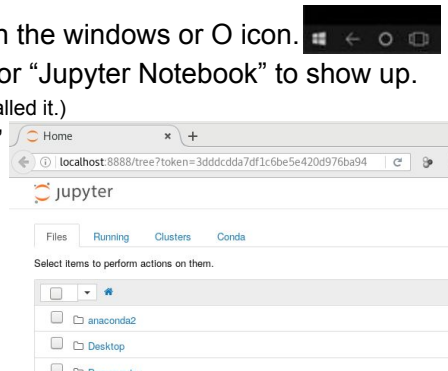 n the windows or O icon.
or “Jupyter Notebook” to show up.
alled it.)
Home × +
localhost:8888/tree?token=3dddcdda7df1c6be5e420d976ba94
jupyter
Files Running Clusters Conda
Select items to perform actions on them.
anaconda2
Desktop